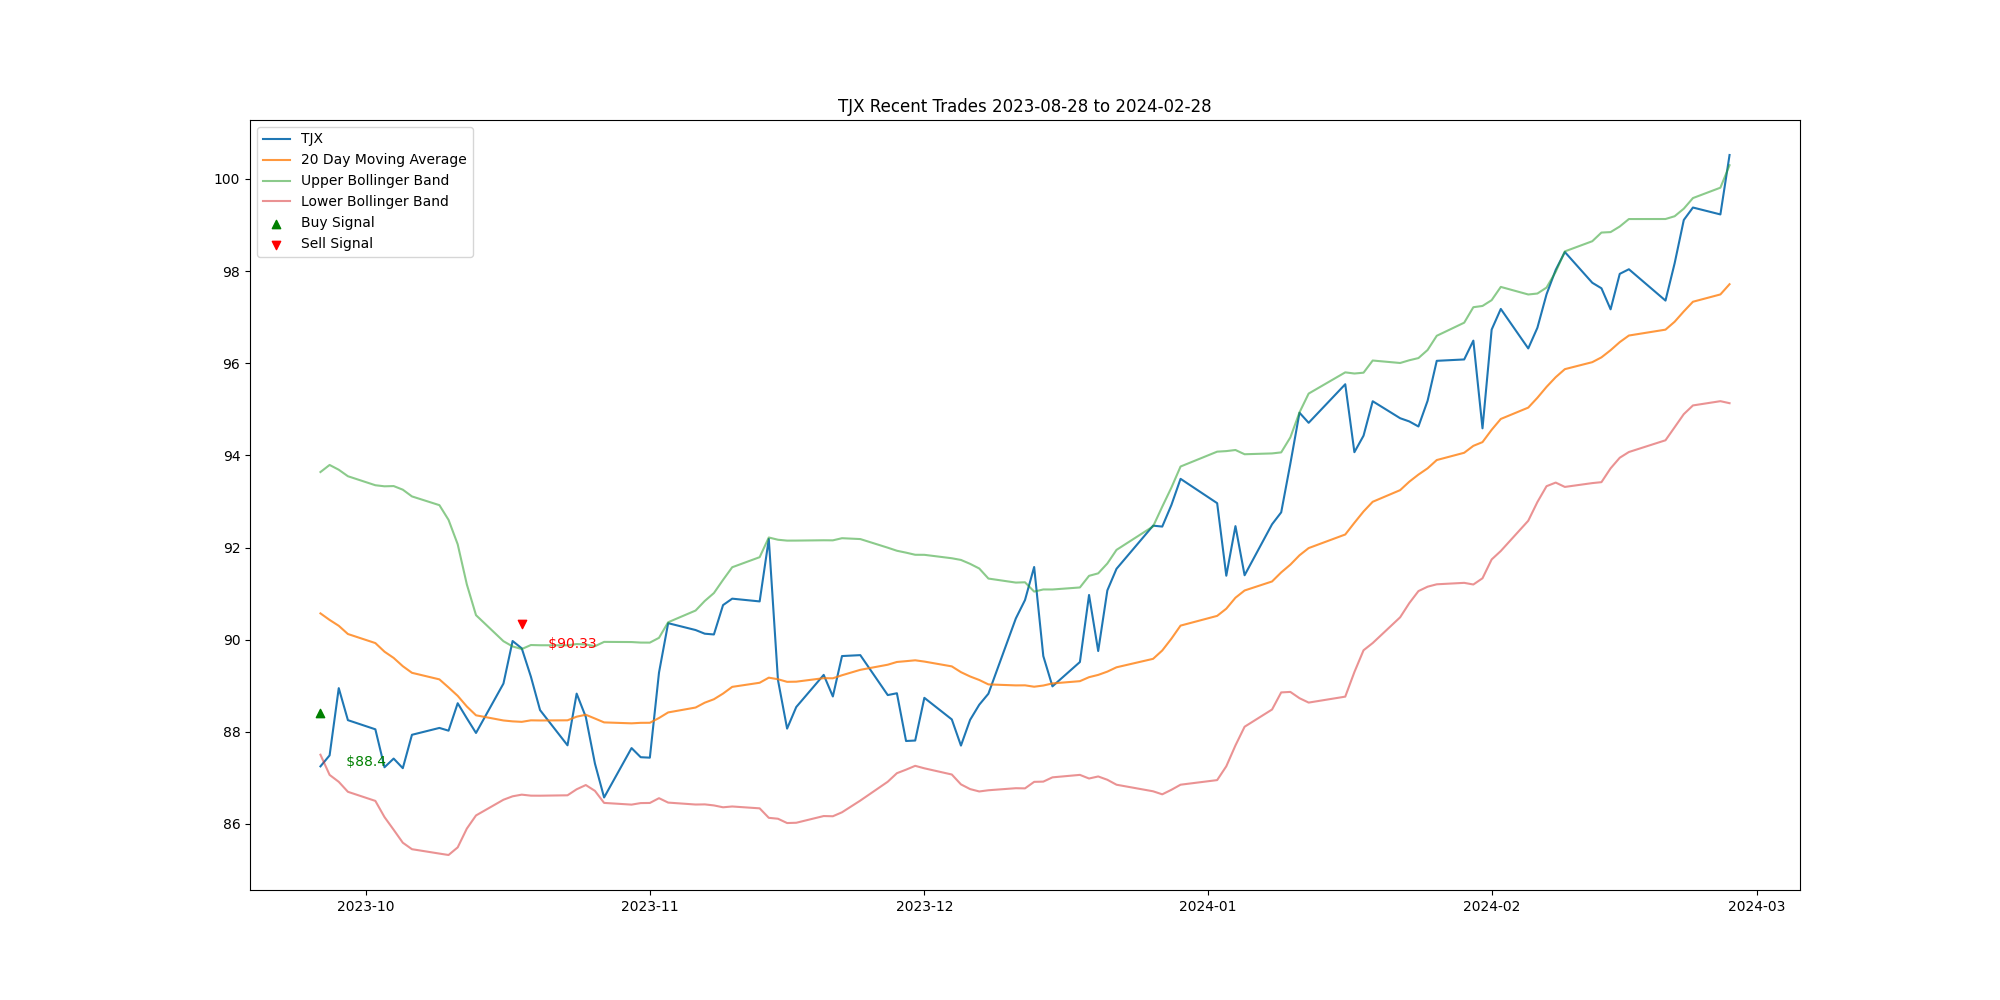 TJX Recent Trades 2023-08-28 to 2024-02-28
TJX
20 Day Moving Average
Upper Bollinger Band
Lower Bollinger Band
Buy Signal
Sell Signal
100
98
96
94
92
90
88
86
$90.33
$88.4
2023-10
2023-11
2023-12
2024-01
2024-02
2024-03